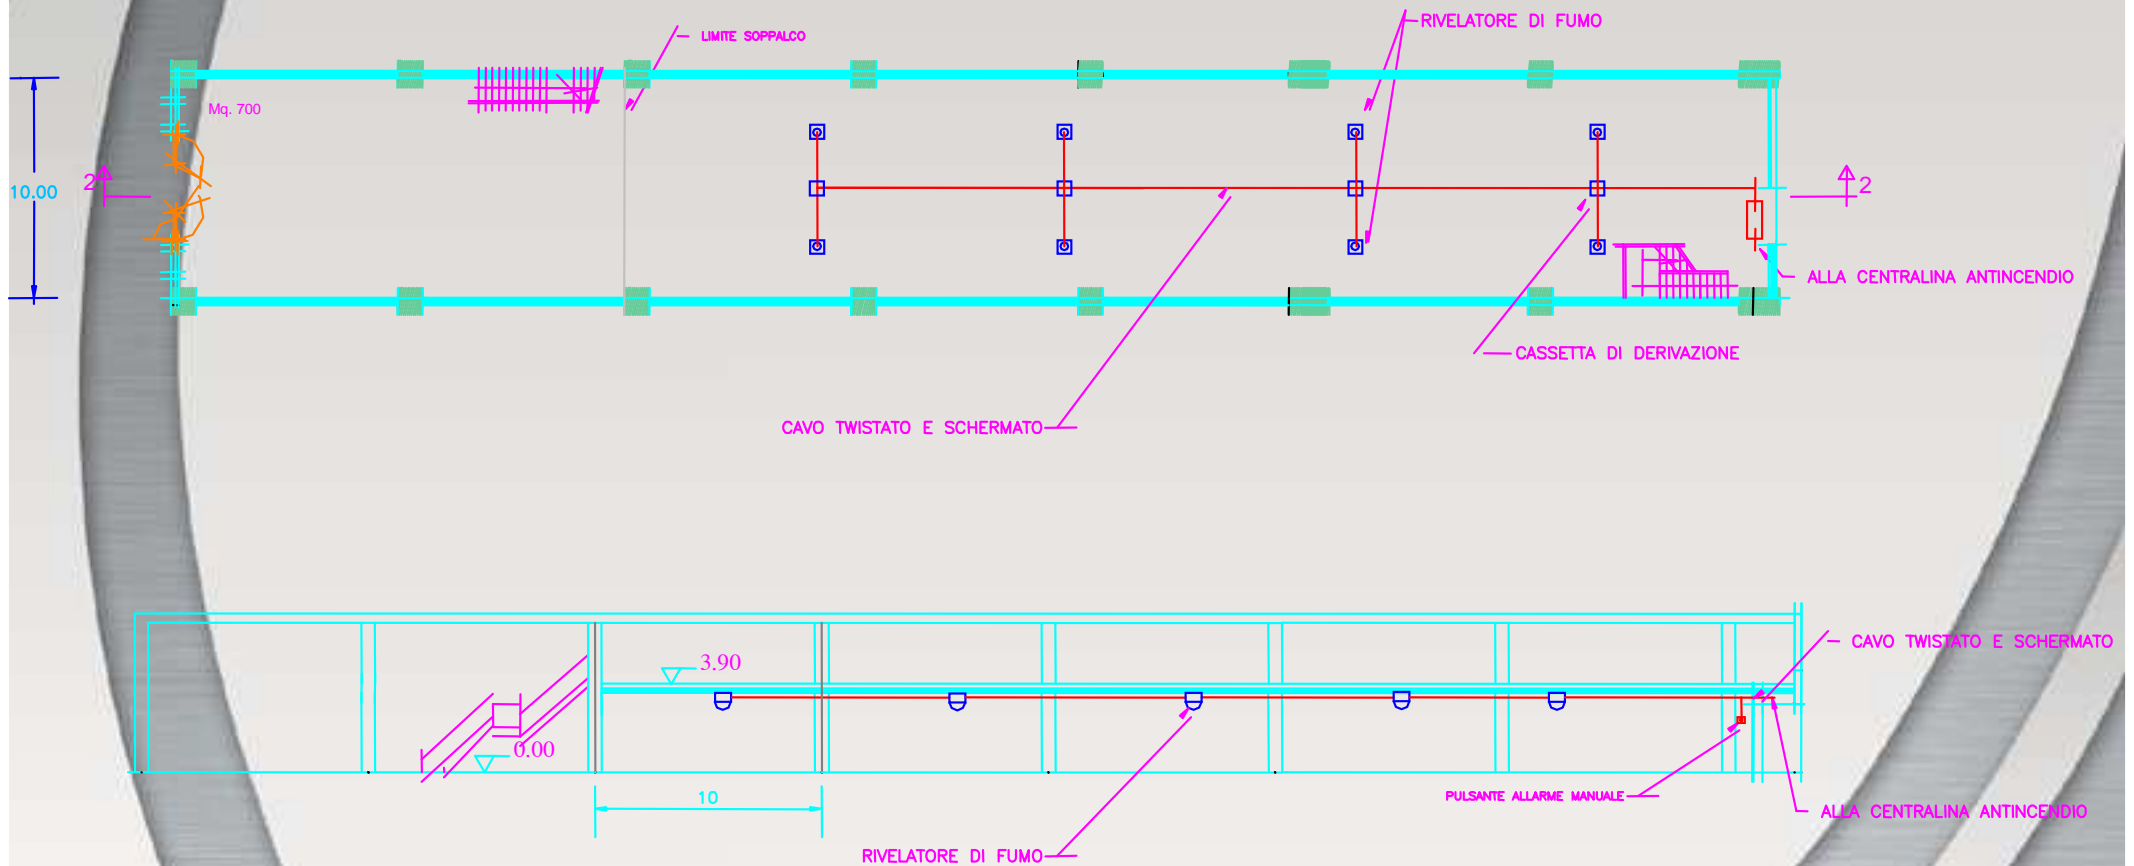 RIVELATORE DI FUMO
LIMITE SOPPALCO
Mq. 700
10.00
2
2
ALLA CENTRALINA ANTINCENDIO
CASSETTA DI DERIVAZIONE
CAVO TWISTATO E SCHERMATO
CAVO TWISTATO E SCHERMATO
3.90
0.00
10
PULSANTE ALLARME MANUALE
ALLA CENTRALINA ANTINCENDIO
RIVELATORE DI FUMO